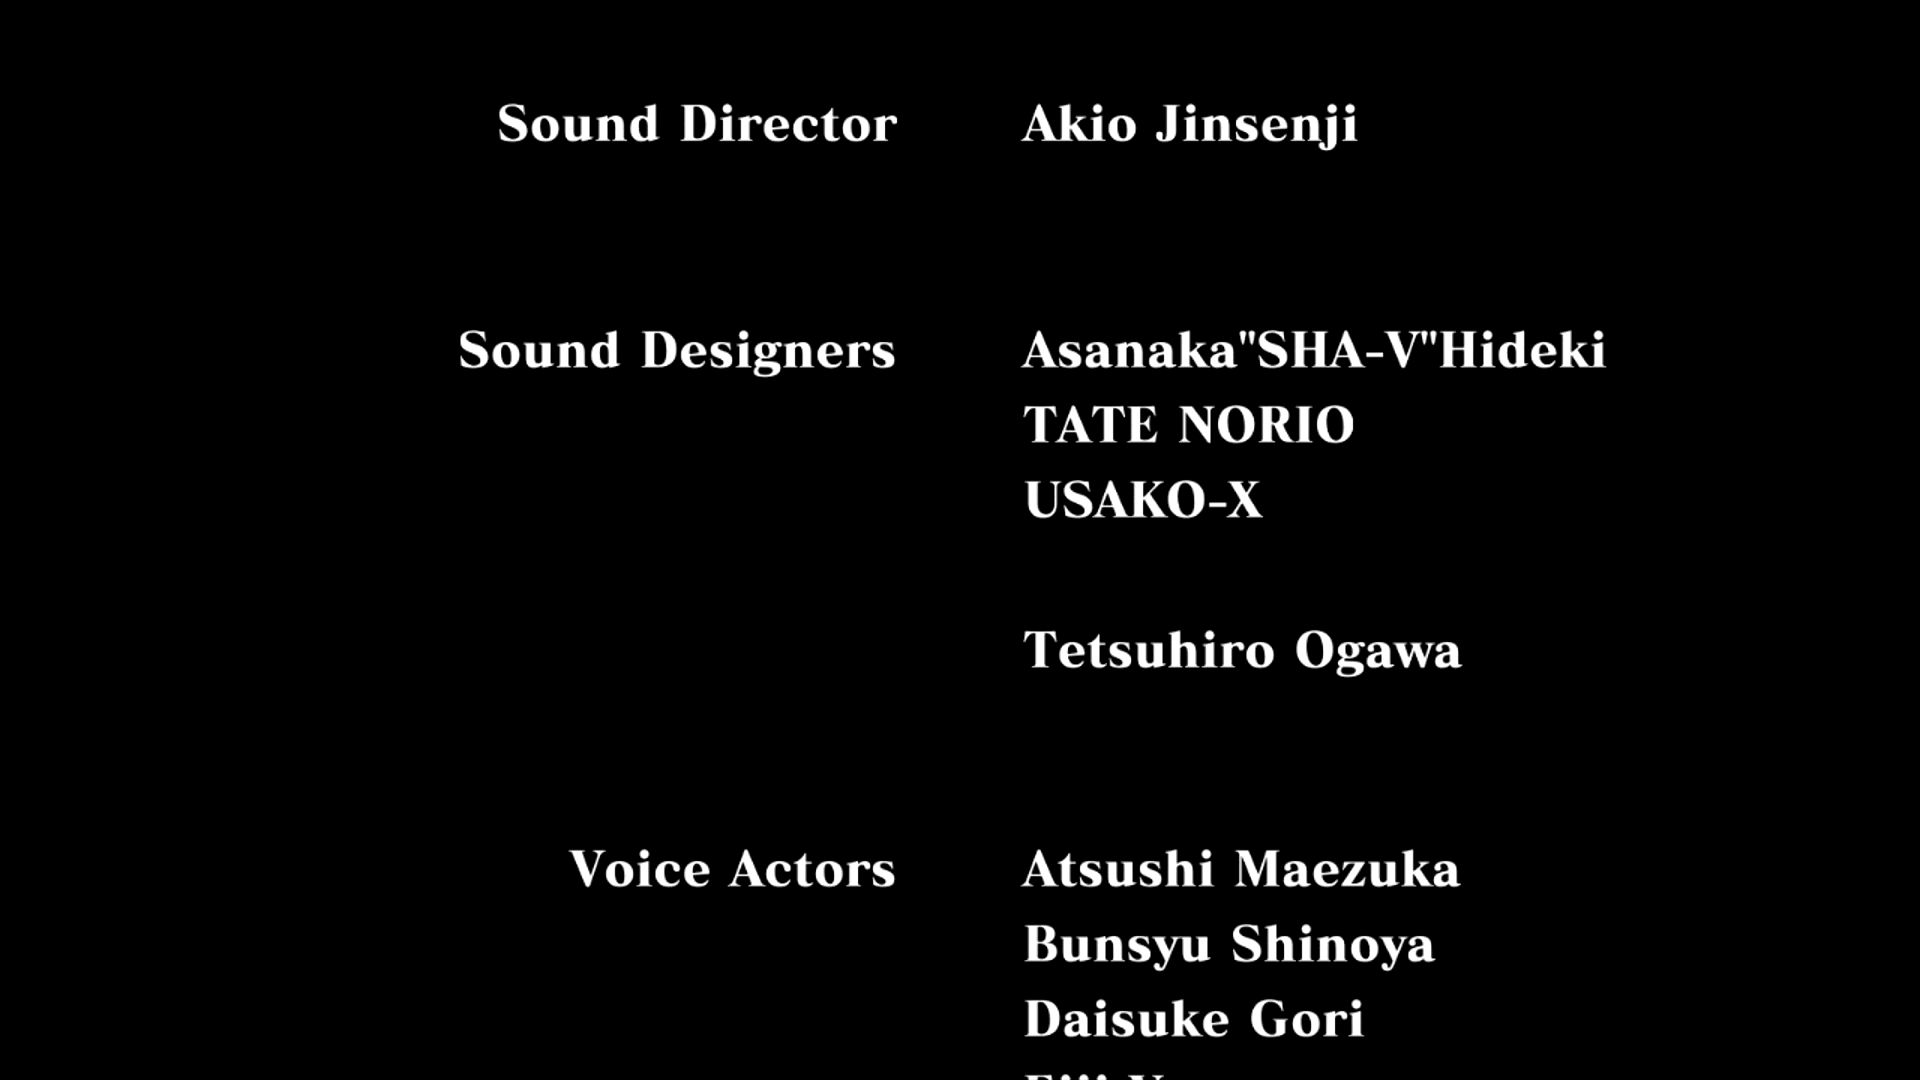 Sound Director Akio Jinsenji
Sound Designers Asanaka"SHA-V"Hideki
TATE NORIO
USAKO-X
Tetsuhiro Ogawa
Voice Actors Atsushi Maezuka
Bunsyu Shinoya
Daisuke Gori